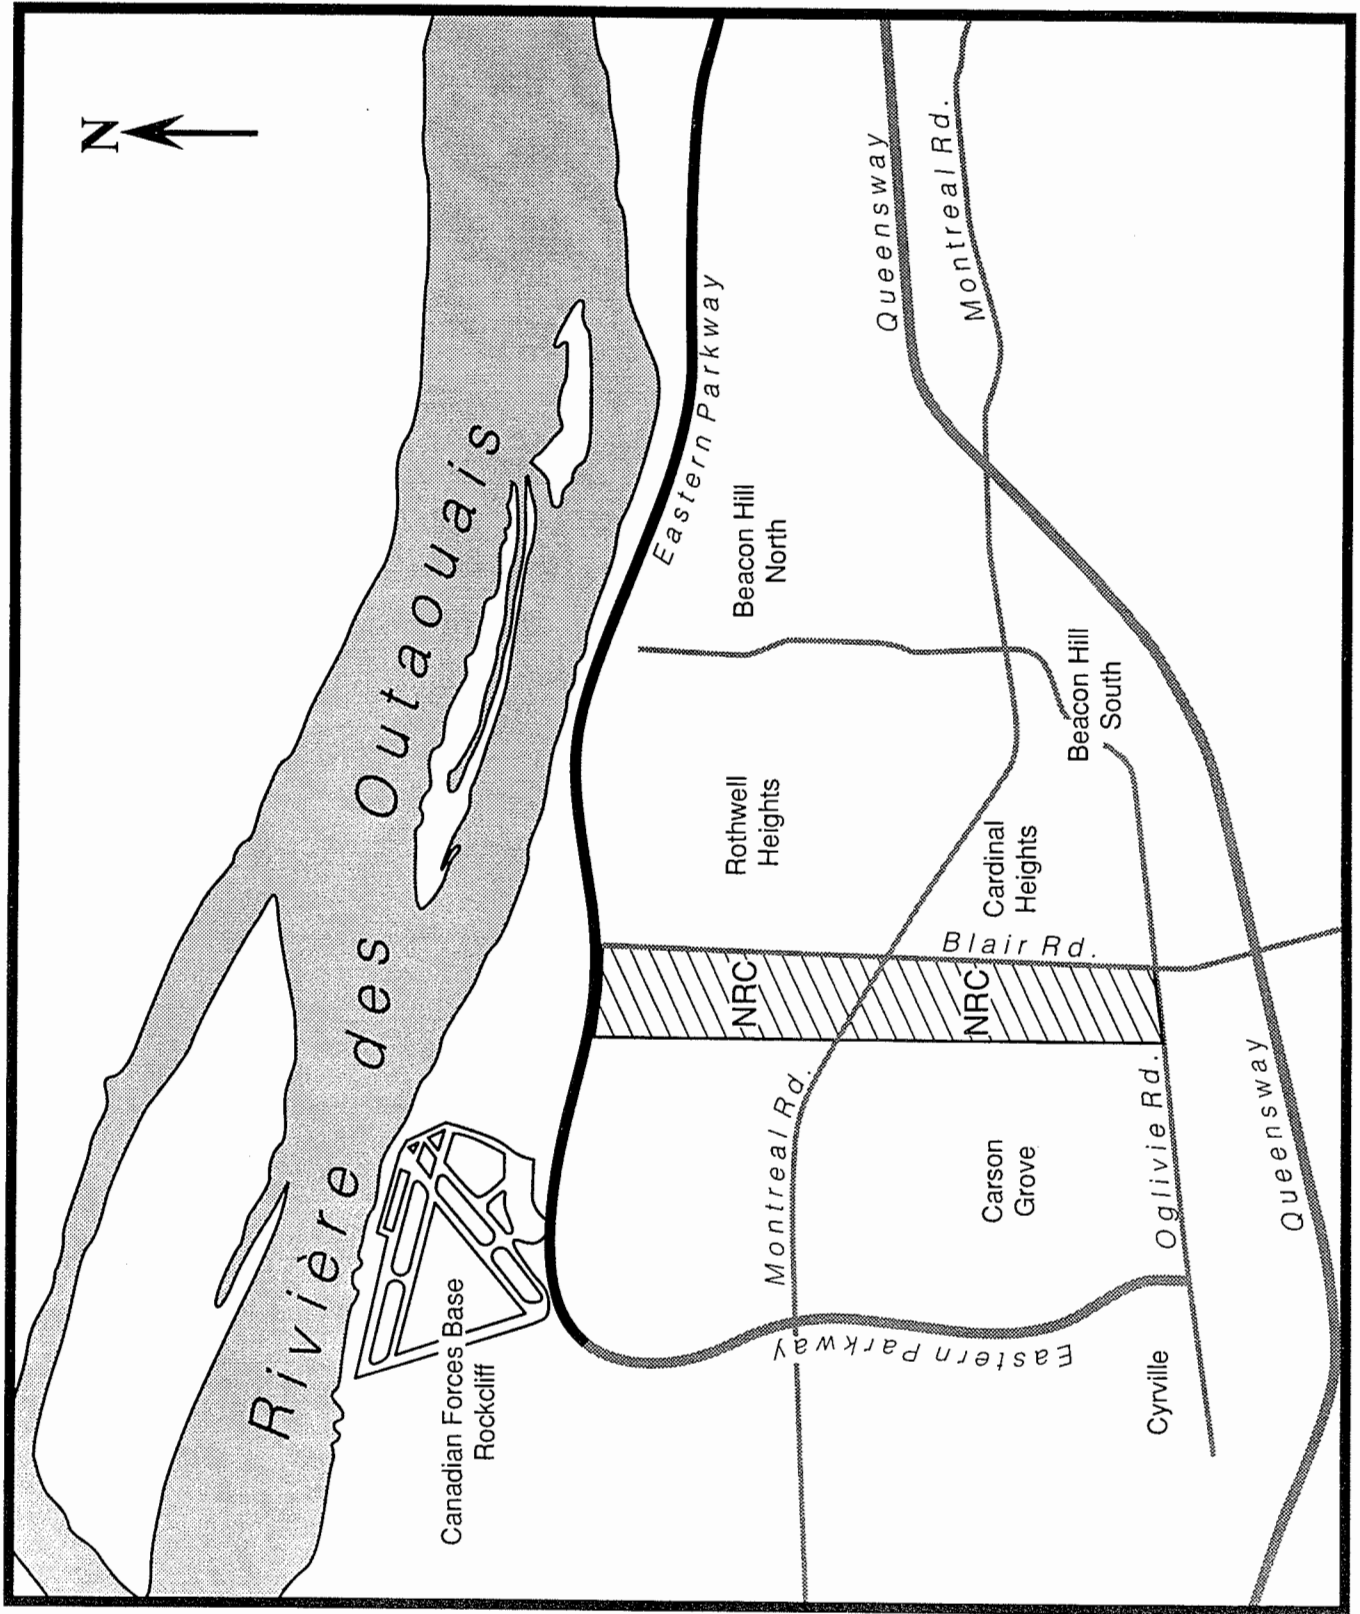 N
Rivière des Outaouais
Canadian Forces Base
Rockcliff
Eastern Parkway
Beacon Hill
North
Queensway
Montreal Rd.
Rothwell
Heights
Beacon Hill
South
Cardinal
Heights
Blair Rd.
NRC
NRC
Montreal Rd.
Carson
Grove
Oglivie Rd.
Queensway
Eastern Parkway
Cyrville